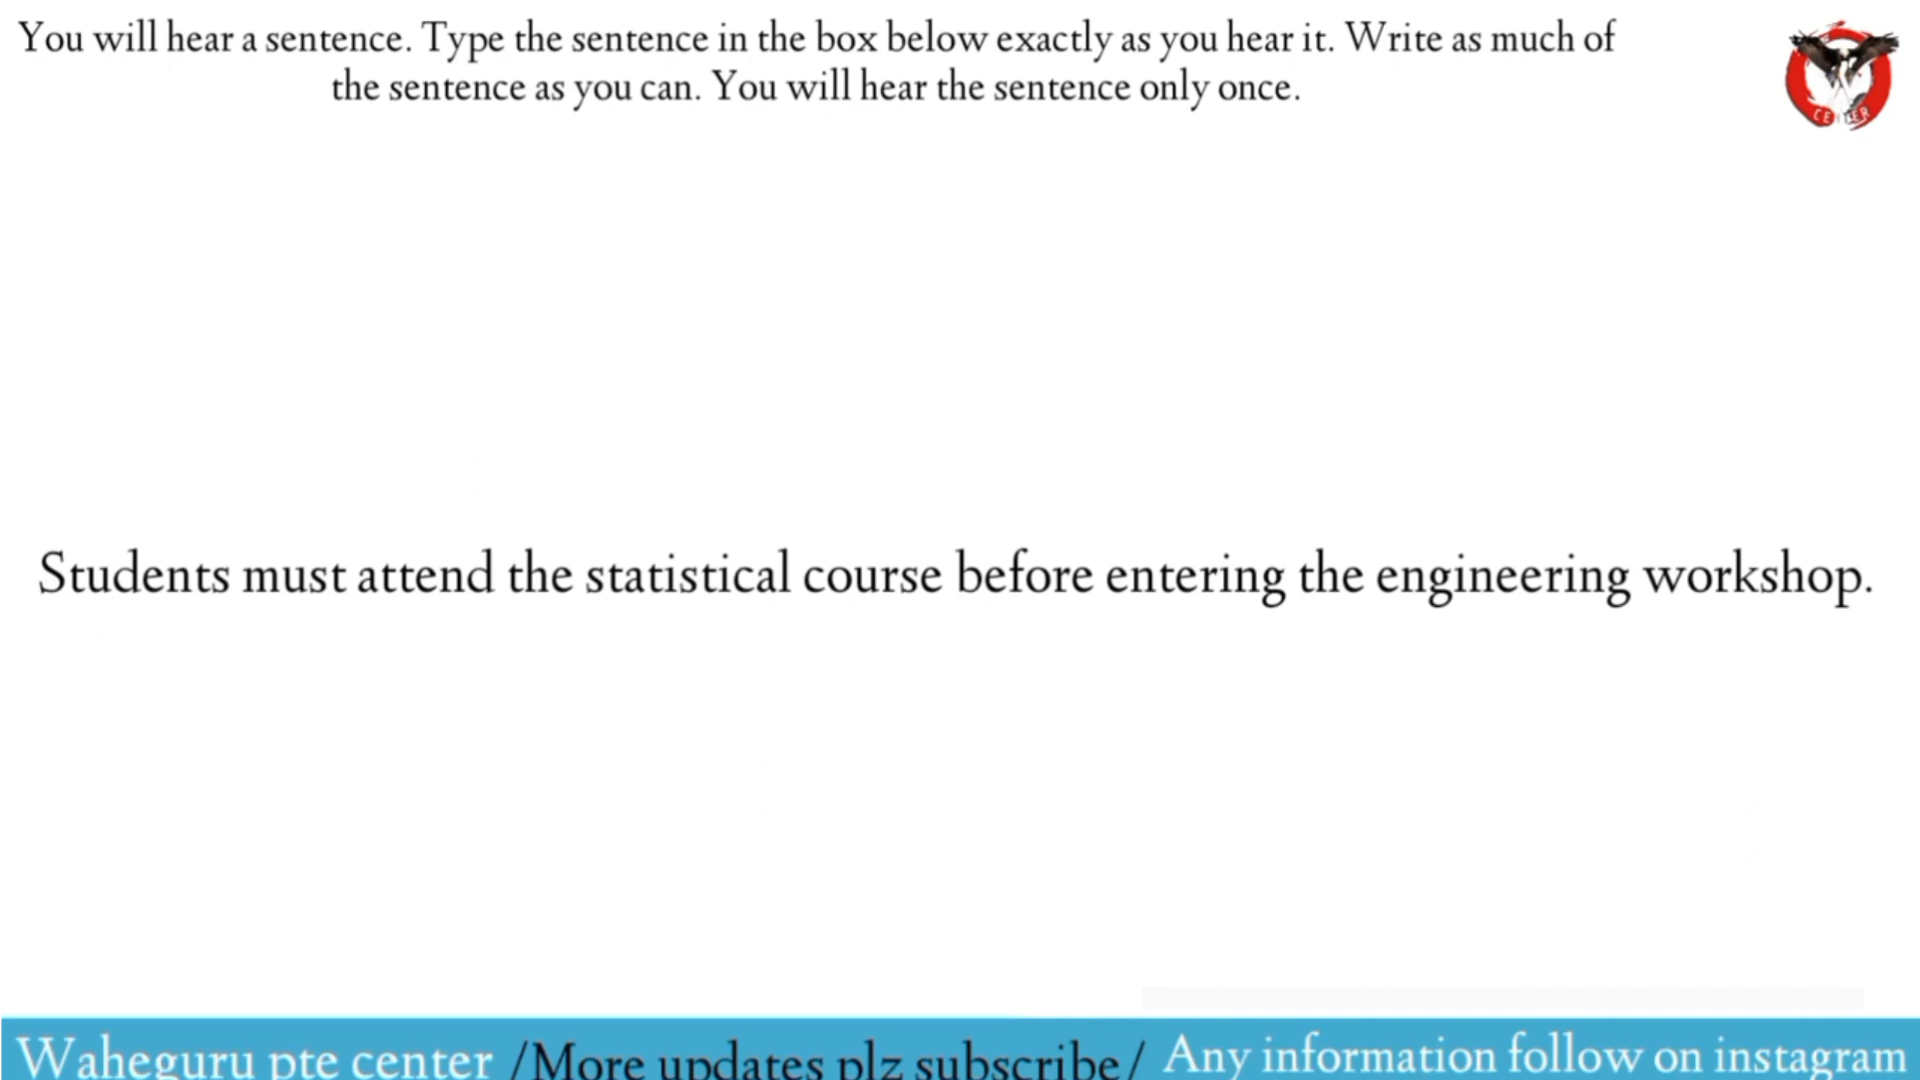 You will hear a sentence. Type the sentence in the box below exactly as you hear it. Write as much of
the sentence as you can. You will hear the sentence only once.
CENTER
Students must attend the statistical course before entering the engineering workshop.
Waheguru pte center /More updates plz subscribe/ Any information follow on instagram